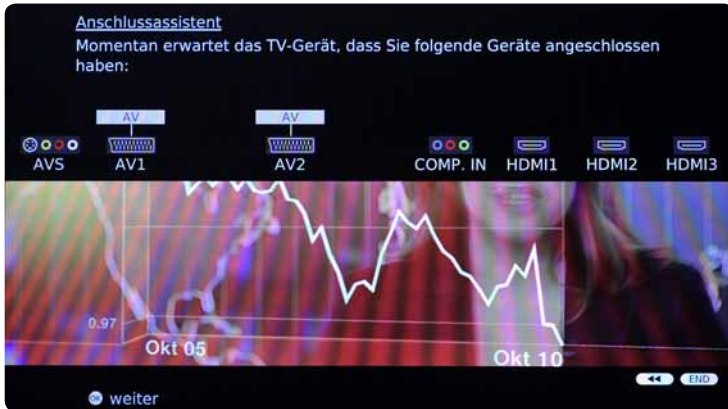 Anschlussassistent
Momentan erwartet das TV-Gerät, dass Sie folgende Geräte angeschlossen
haben:
AV AV
AVS AV1 AV2 COMP. IN HDMI1 HDMI2 HDMI3
0.97
Okt 05 Okt 10
◄◄ END
OK weiter